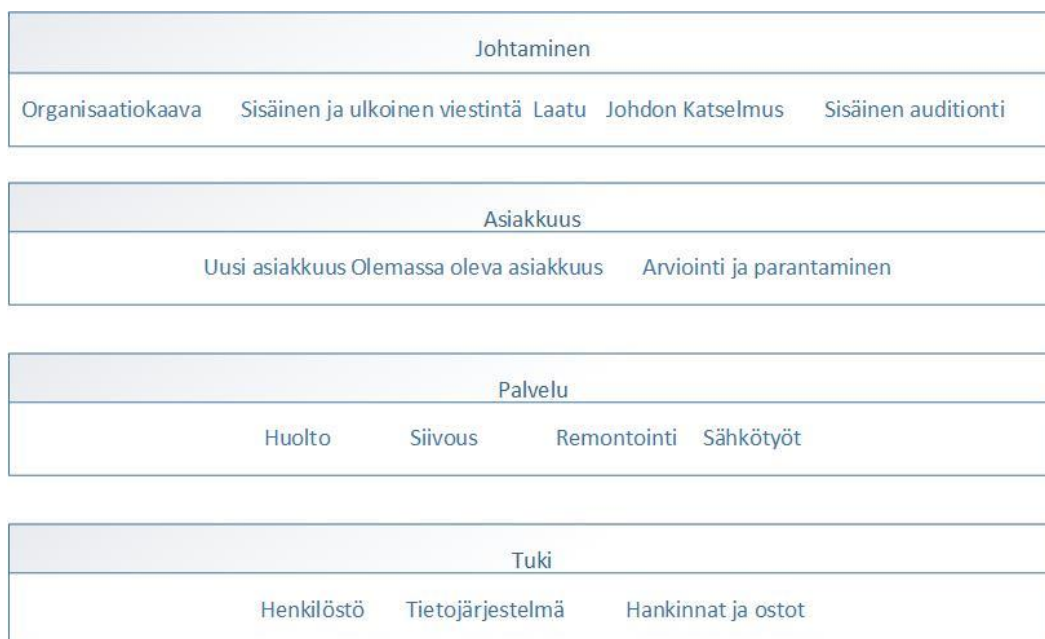 Johtaminen
Organisaatiokaava Sisäinen ja ulkoinen viestintä Laatu Johdon Katselmus Sisäinen auditionti
Asiakkuus
Uusi asiakkuus Olemassa oleva asiakkuus Arviointi ja parantaminen
Palvelu
Huolto Siivous Remontointi Sähkötyöt
Tuki
Henkilöstö Tietojärjestelmä Hankinnat ja ostot